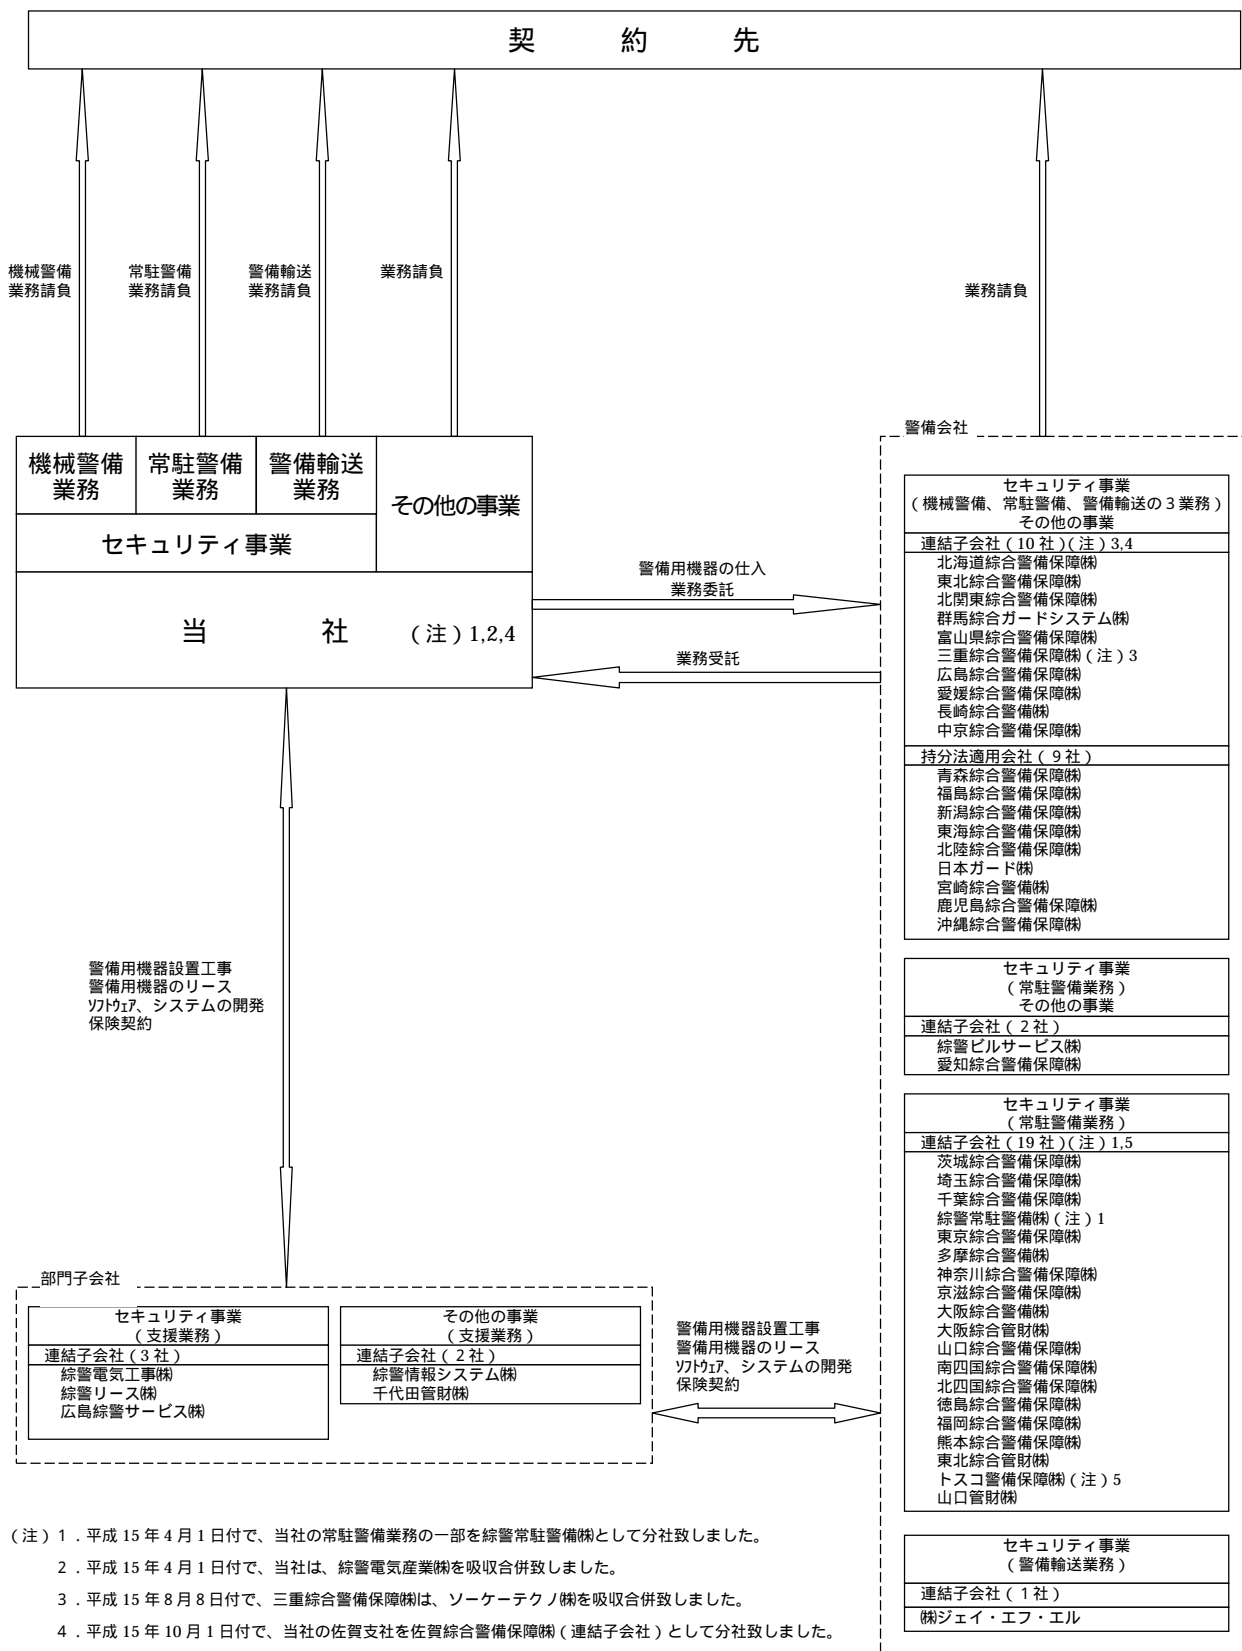 契 約 先
機械警備
業務請負
常駐警備
業務請負
警備輸送
業務請負
業務請負
業務請負
機械警備
業務
常駐警備
業務
警備輸送
業務
その他の事業
セキュリティ事業
当 社 (注)1,2,4
警備用機器の仕入
業務委託
業務受託
警備会社
セキュリティ事業
(機械警備、常駐警備、警備輸送の3業務)
その他の事業
連結子会社(10社)(注)3,4
北海道綜合警備保障㈱
東北綜合警備保障㈱
北関東綜合警備保障㈱
群馬綜合ガードシステム㈱
富山県綜合警備保障㈱
三重綜合警備保障㈱(注)3
広島綜合警備保障㈱
愛媛綜合警備保障㈱
長崎綜合警備㈱
中京綜合警備保障㈱
持分法適用会社(9社)
青森綜合警備保障㈱
福島綜合警備保障㈱
新潟綜合警備保障㈱
東海綜合警備保障㈱
北陸綜合警備保障㈱
日本ガード㈱
宮崎綜合警備㈱
鹿児島綜合警備保障㈱
沖縄綜合警備保障㈱
セキュリティ事業
(常駐警備業務)
その他の事業
連結子会社(2社)
綜警ビルサービス㈱
愛知綜合警備保障㈱
セキュリティ事業
(常駐警備業務)
連結子会社(19社)(注)1,5
茨城綜合警備保障㈱
埼玉綜合警備保障㈱
千葉綜合警備保障㈱
綜警常駐警備㈱(注)1
東京綜合警備保障㈱
多摩綜合警備㈱
神奈川綜合警備保障㈱
京滋綜合警備保障㈱
大阪綜合警備㈱
大阪綜合管財㈱
山口綜合警備保障㈱
南四国綜合警備保障㈱
北四国綜合警備保障㈱
徳島綜合警備保障㈱
福岡綜合警備保障㈱
熊本綜合警備保障㈱
東北綜合管財㈱
トスコ警備保障㈱(注)5
山口管財㈱
セキュリティ事業
(警備輸送業務)
連結子会社(1社)
㈱ジェイ・エフ・エル
警備用機器設置工事
警備用機器のリース
ソフトウェア、システムの開発
保険契約
部門子会社
セキュリティ事業
(支援業務)
連結子会社(3社)
綜警電気工事㈱
綜警リース㈱
広島綜警サービス㈱
その他の事業
(支援業務)
連結子会社(2社)
綜警情報システム㈱
千代田管財㈱
警備用機器設置工事
警備用機器のリース
ソフトウェア、システムの開発
保険契約
(注)1.平成15年4月1日付で、当社の常駐警備業務の一部を綜警常駐警備㈱として分社致しました。
2.平成15年4月1日付で、当社は、綜警電気産業㈱を吸収合併致しました。
3.平成15年8月8日付で、三重綜合警備保障㈱は、ソーケーテクノ㈱を吸収合併致しました。
4.平成15年10月1日付で、当社の佐賀支社を佐賀綜合警備保障㈱(連結子会社)として分社致しました。